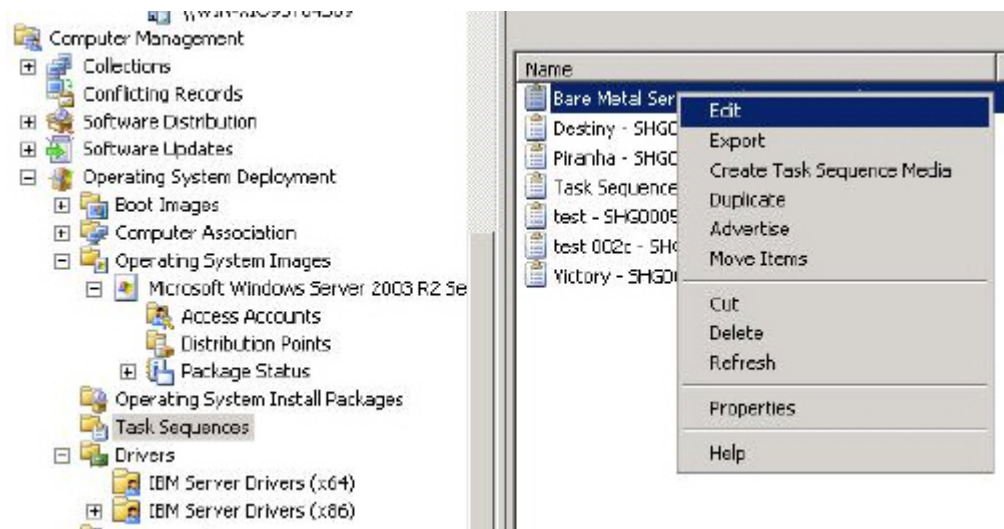 Computer Management
Collections
Conflicting Records
Software Distribution
Software Updates
Operating System Deployment
Boot Images
Computer Association
Operating System Images
Microsoft Windows Server 2003 R2 Se
Access Accounts
Distribution Points
Package Status
Operating System Install Packages
Task Sequences
Drivers
IBM Server Drivers (x64)
IBM Server Drivers (x86)
Name
Bare Metal Ser
Destiny - SHG0
Piranha - SHG0
Task Sequence
test - SHG0005
test 002c - SH
Victory - SHG0
Edit
Export
Create Task Sequence Media
Duplicate
Advertise
Move Items
Cut
Delete
Refresh
Properties
Help